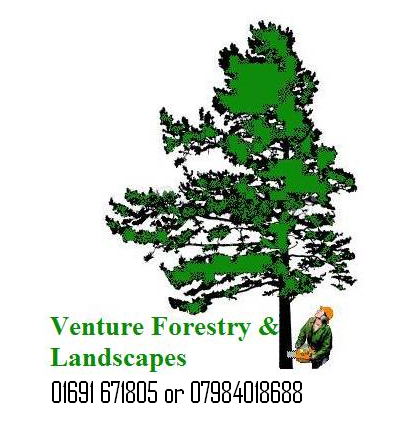 Venture Forestry &
Landscapes
01691 671805 or 07984018688